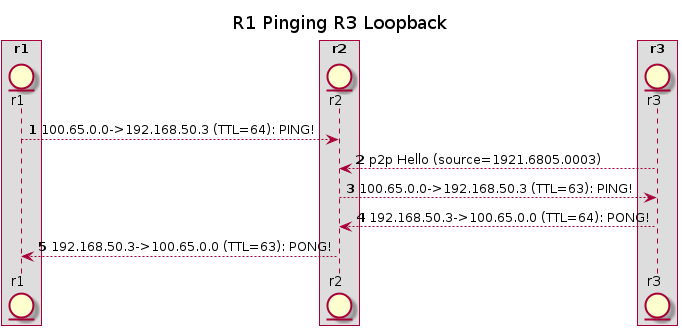 R1 Pinging R3 Loopback
r1 r2 r3
r1 r2 r3
1 100.65.0.0->192.168.50.3 (TTL=64): PING!
2 p2p Hello (source=1921.6805.0003)
3 100.65.0.0->192.168.50.3 (TTL=63): PING!
4 192.168.50.3->100.65.0.0 (TTL=64): PONG!
5 192.168.50.3->100.65.0.0 (TTL=63): PONG!
r1 r2 r3